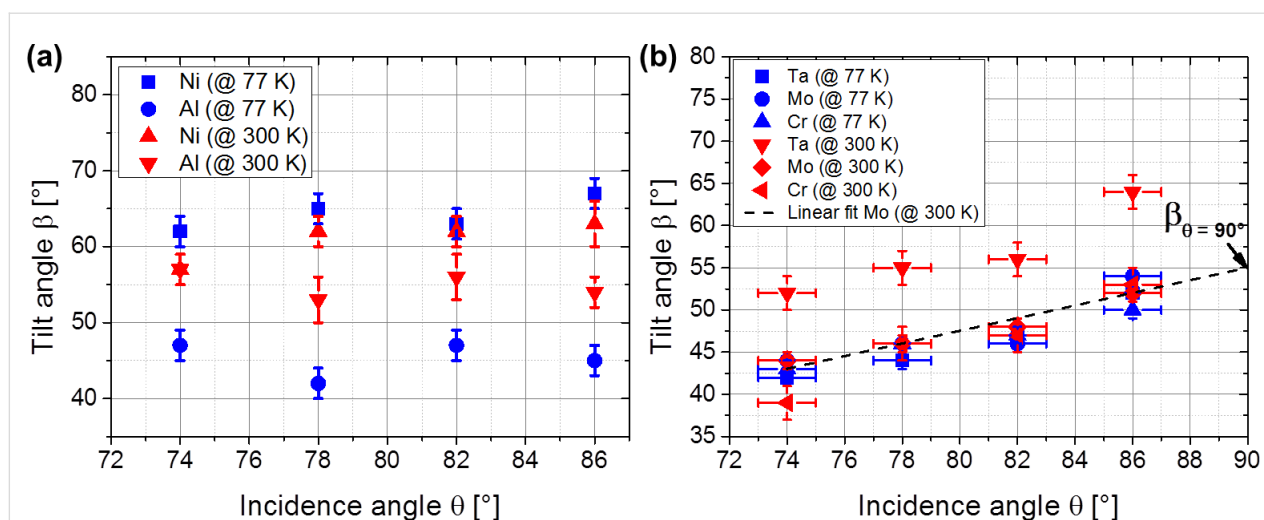 (a)
Ni (@ 77 K)
Al (@ 77 K)
Ni (@ 300 K)
Al (@ 300 K)
80
70
60
50
40
Tilt angle β [°]
72 74 76 78 80 82 84 86
Incidence angle θ [°]
(b)
Ta (@ 77 K)
Mo (@ 77 K)
Cr (@ 77 K)
Ta (@ 300 K)
Mo (@ 300 K)
Cr (@ 300 K)
Linear fit Mo (@ 300 K)
βθ = 90°
80
75
70
65
60
55
50
45
40
35
Tilt angle β [°]
72 74 76 78 80 82 84 86 88 90
Incidence angle θ [°]